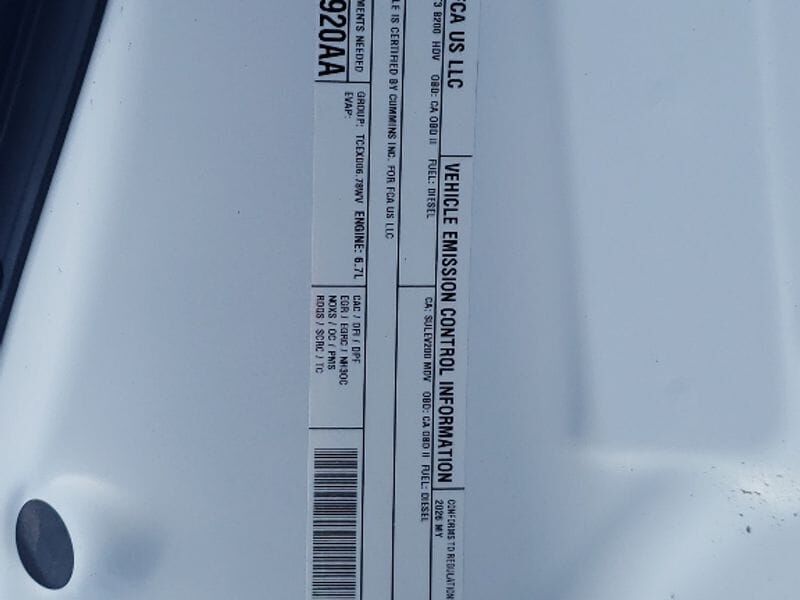 FCA US LLC
VEHICLE EMISSION CONTROL INFORMATION
CONFORMS TO REGULATION
2026 MY
B200 HDV OBD: CA OBD II FUEL: DIESEL
CA: SULEV200 MDV OBD: CA OBD II FUEL: DIESEL
LE IS CERTIFIED BY CUMMINS INC. FOR FCA US LLC
MENTS NEEDED
920AA
GROUP: TCEXD06.78WV ENGINE: 6.7L
EVAP:
CAC / DFI / DPF
EGR / EGRC / NH3OC
NOXS / OC / PMS
RDQS / SCRC / TC